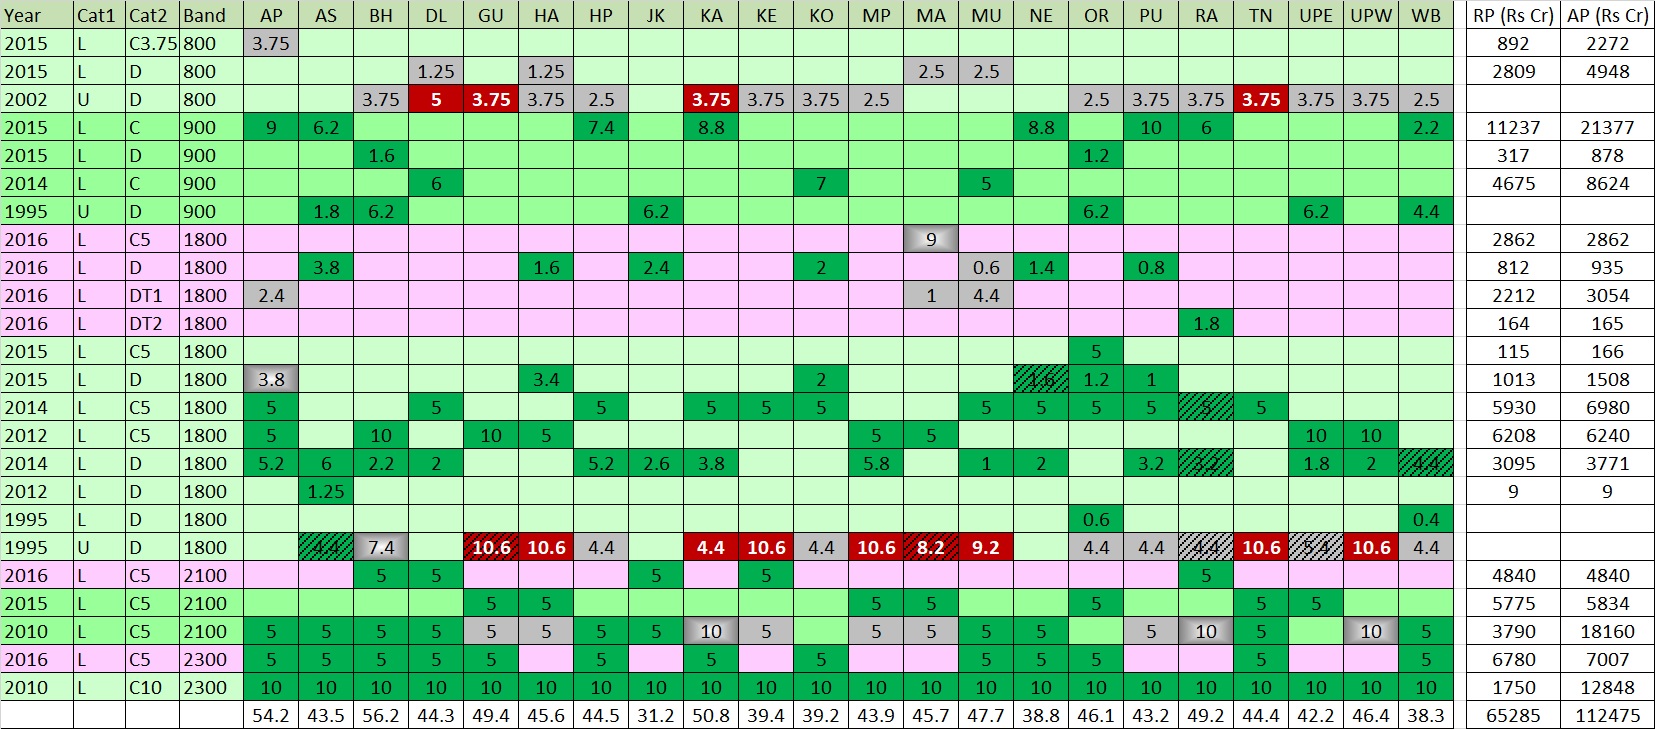 Year Cat1 Cat2 Band AP AS BH DL GU HA HP JK KA KE KO MP MA MU NE OR PU RA TN UPE UPW WB RP (Rs Cr) AP (Rs Cr)
2015 L C3.75 800 3.75 892 2272
2015 L D 800 1.25 1.25 2.5 2.5 2809 4948
2002 U D 800 3.75 5 3.75 3.75 2.5 3.75 3.75 3.75 2.5 2.5 3.75 3.75 3.75 3.75 3.75 2.5
2015 L C 900 9 6.2 7.4 8.8 8.8 10 6 2.2 11237 21377
2015 L D 900 1.6 1.2 317 878
2014 L C 900 6 7 5 4675 8624
1995 U D 900 1.8 6.2 6.2 6.2 6.2 4.4
2016 L C5 1800 9 2862 2862
2016 L D 1800 3.8 1.6 2.4 2 0.6 1.4 0.8 812 935
2016 L DT1 1800 2.4 1 4.4 2212 3054
2016 L DT2 1800 1.8 164 165
2015 L C5 1800 5 115 166
2015 L D 1800 3.8 3.4 2 1.6 1.2 1 1013 1508
2014 L C5 1800 5 5 5 5 5 5 5 5 5 5 5 5 5930 6980
2012 L C5 1800 5 10 10 5 5 5 10 10 6208 6240
2014 L D 1800 5.2 6 2.2 2 5.2 2.6 3.8 5.8 1 2 3.2 3.2 1.8 2 4.4 3095 3771
2012 L D 1800 1.25 9 9
1995 L D 1800 0.6 0.4
1995 U D 1800 4.4 7.4 10.6 10.6 4.4 4.4 10.6 4.4 10.6 8.2 9.2 4.4 4.4 4.4 10.6 5.4 10.6 4.4
2016 L C5 2100 5 5 5 5 5 4840 4840
2015 L C5 2100 5 5 5 5 5 5 5 5775 5834
2010 L C5 2100 5 5 5 5 5 5 5 5 10 5 5 5 5 5 5 10 5 10 5 3790 18160
2016 L C5 2300 5 5 5 5 5 5 5 5 5 5 5 5 5 6780 7007
2010 L C10 2300 10 10 10 10 10 10 10 10 10 10 10 10 10 10 10 10 10 10 10 10 10 10 1750 12848
54.2 43.5 56.2 44.3 49.4 45.6 44.5 31.2 50.8 39.4 39.2 43.9 45.7 47.7 38.8 46.1 43.2 49.2 44.4 42.2 46.4 38.3 65285 112475